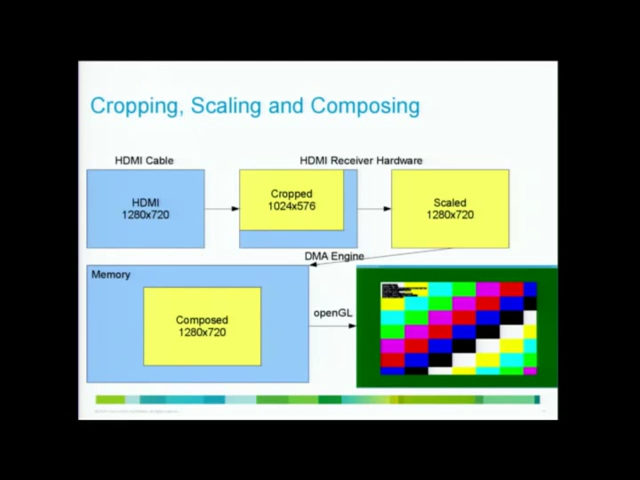 Cropping, Scaling and Composing
HDMI Cable
HDMI Receiver Hardware
HDMI
1280x720
Cropped
1024x576
Scaled
1280x720
DMA Engine
Memory
Composed
1280x720
openGL